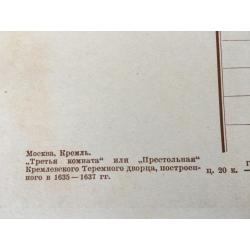 Москва. Кремль.
„Третья комната“ или „Престольная“
Кремлевского Теремного дворца, построен-
ного в 1635—1637 гг.
Г
ц. 20 к.